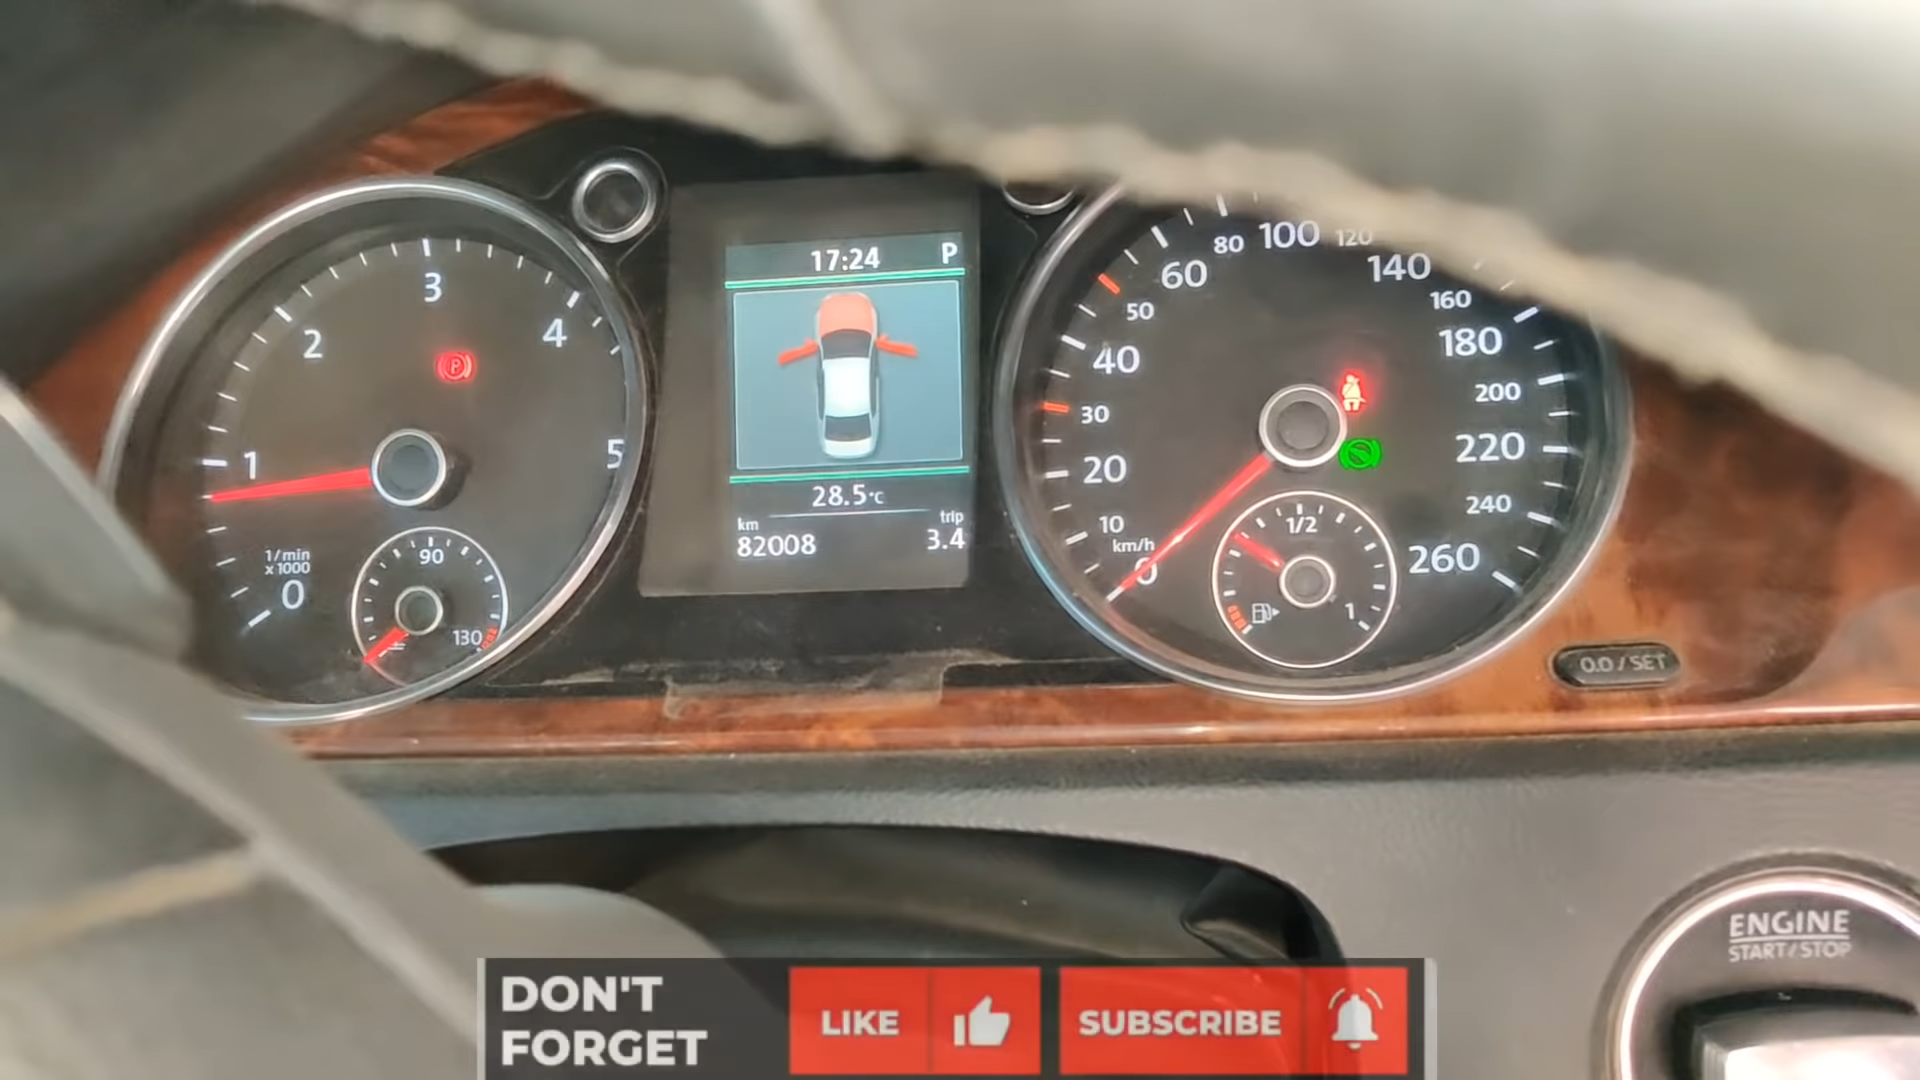 17:24 P
28.5°C
km trip
82008 3.4
1 2 3 4 5
1/min
x1000
0
90
130
P
0 10 20 30 40 50 60 80 100 120 140 160 180 200 220 240 260
km/h
1/2
1
0.0/SET
ENGINE
START/STOP
DON'T
FORGET
LIKE
SUBSCRIBE